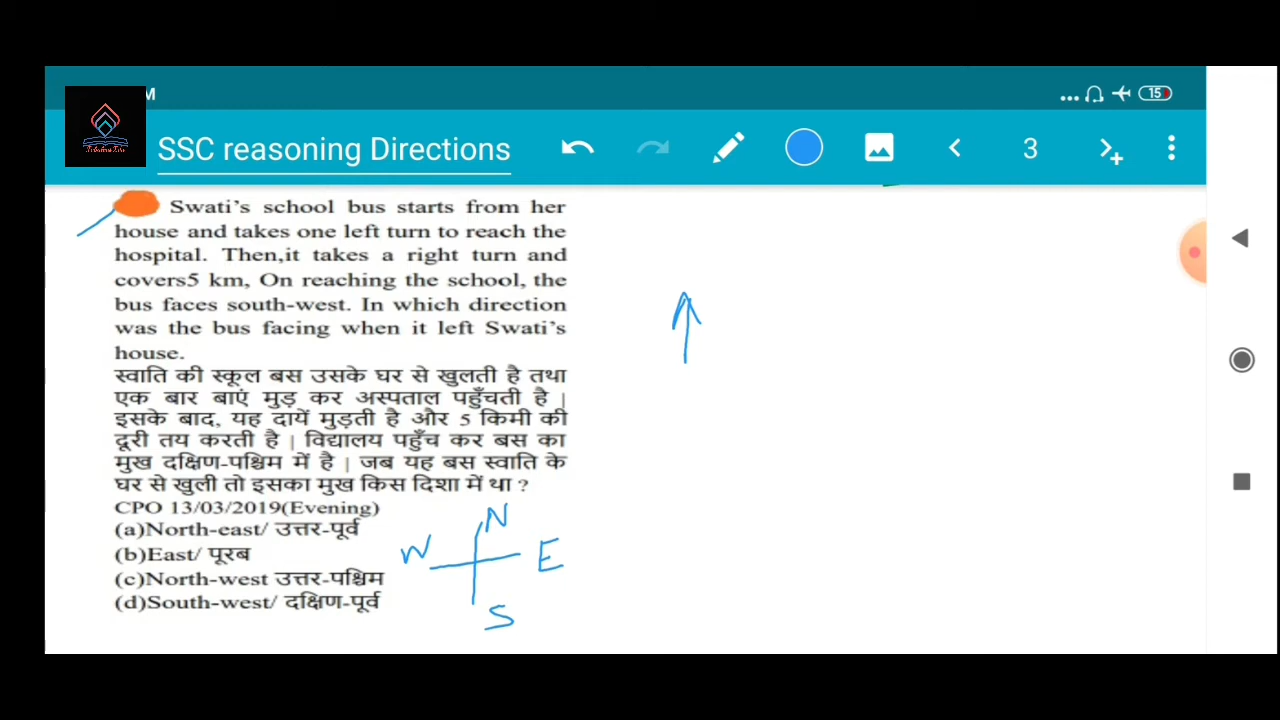 M
... 15
SSC reasoning Directions
3
Swati's school bus starts from her
house and takes one left turn to reach the
hospital. Then,it takes a right turn and
covers5 km, On reaching the school, the
bus faces south-west. In which direction
was the bus facing when it left Swati's
house.
स्वाति की स्कूल बस उसके घर से खुलती है तथा
एक बार बाएं मुड़ कर अस्पताल पहुँचती है |
इसके बाद, यह दायें मुड़ती है और 5 किमी की
दूरी तय करती है | विद्यालय पहुँच कर बस का
मुख दक्षिण-पश्चिम में है | जब यह बस स्वाति के
घर से खुली तो इसका मुख किस दिशा में था ?
CPO 13/03/2019(Evening)
(a)North-east/ उत्तर-पूर्व
(b)East/ पूरब
(c)North-west उत्तर-पश्चिम
(d)South-west/ दक्षिण-पूर्व
N
W
E
S